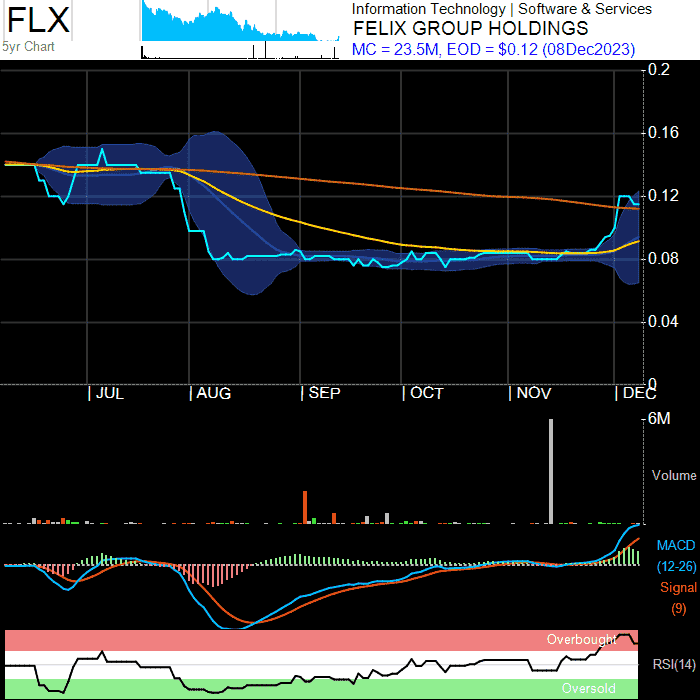 FLX
5yr Chart
Information Technology | Software & Services
FELIX GROUP HOLDINGS
MC = 23.5M, EOD = $0.12 (08Dec2023)
0.2
0.16
0.12
0.08
0.04
0
JUL AUG SEP OCT NOV DEC
6M
Volume
MACD
(12-26)
Signal
(9)
Overbought
RSI(14)
Oversold